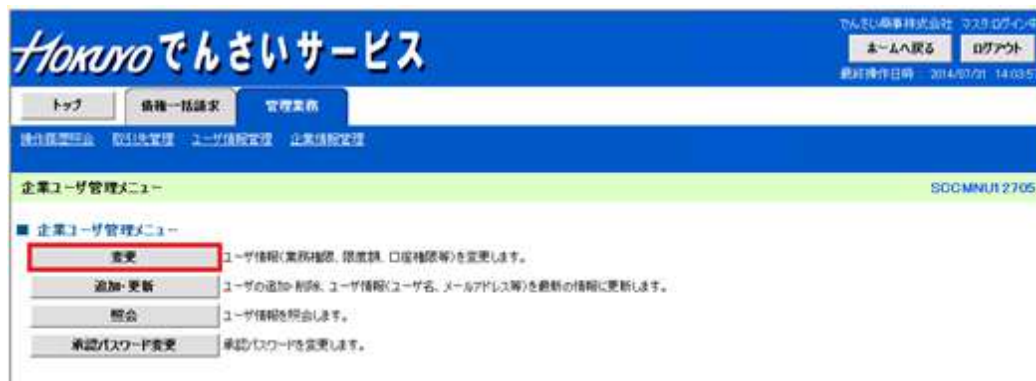 でんさい商事株式会社 マスタログイン中
HOKUYOでんさいサービス
ホームへ戻る ログアウト
最終操作日時 2014/07/01 14:03:57
トップ 債権一括請求 管理業務
操作履歴照会 取引先管理 ユーザ情報管理 企業情報管理
企業ユーザ管理メニュー SCCMNU12705
■ 企業ユーザ管理メニュー
変更 ユーザ情報(業務権限、限度額、口座権限等)を変更します。
追加・更新 ユーザの追加・削除、ユーザ情報(ユーザ名、メールアドレス等)を最新の情報に更新します。
照会 ユーザ情報を照会します。
承認パスワード変更 承認パスワードを変更します。